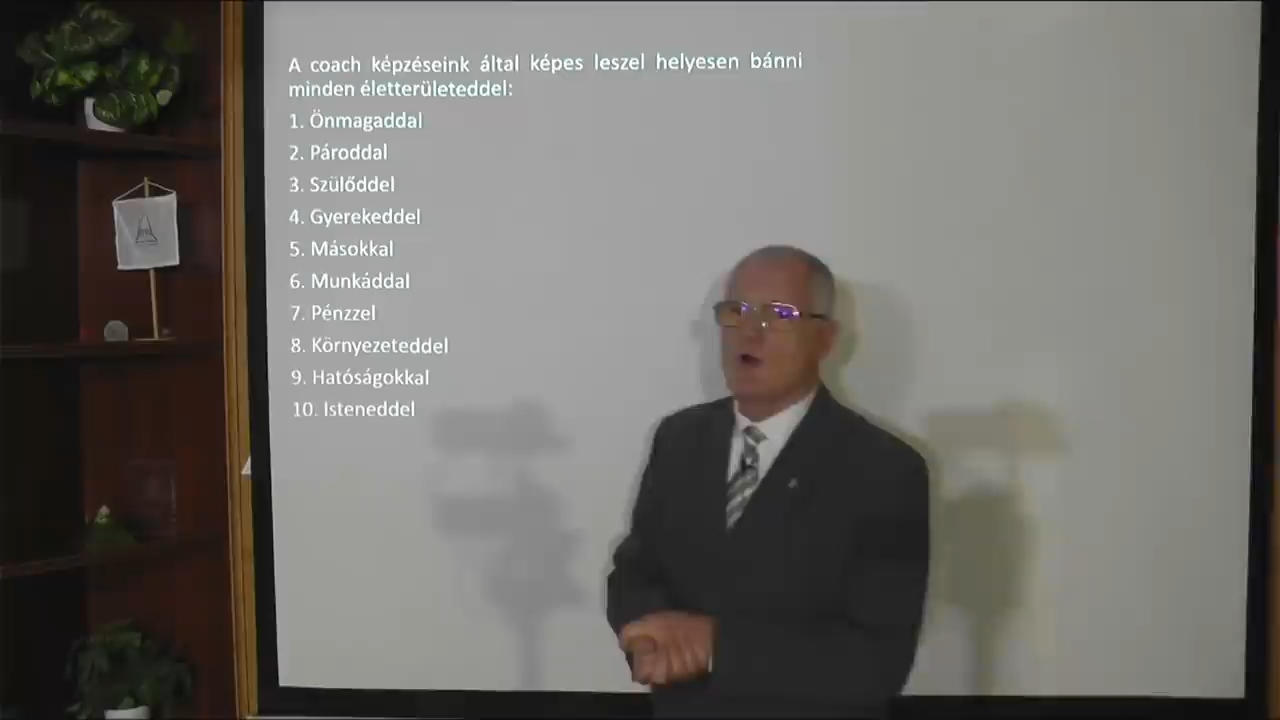 A coach képzéseink által képes leszel helyesen bánni
minden életterületeddel:
1. Önmagaddal
2. Pároddal
3. Szülőddel
4. Gyerekeddel
5. Másokkal
6. Munkáddal
7. Pénzzel
8. Környezeteddel
9. Hatóságokkal
10. Isteneddel